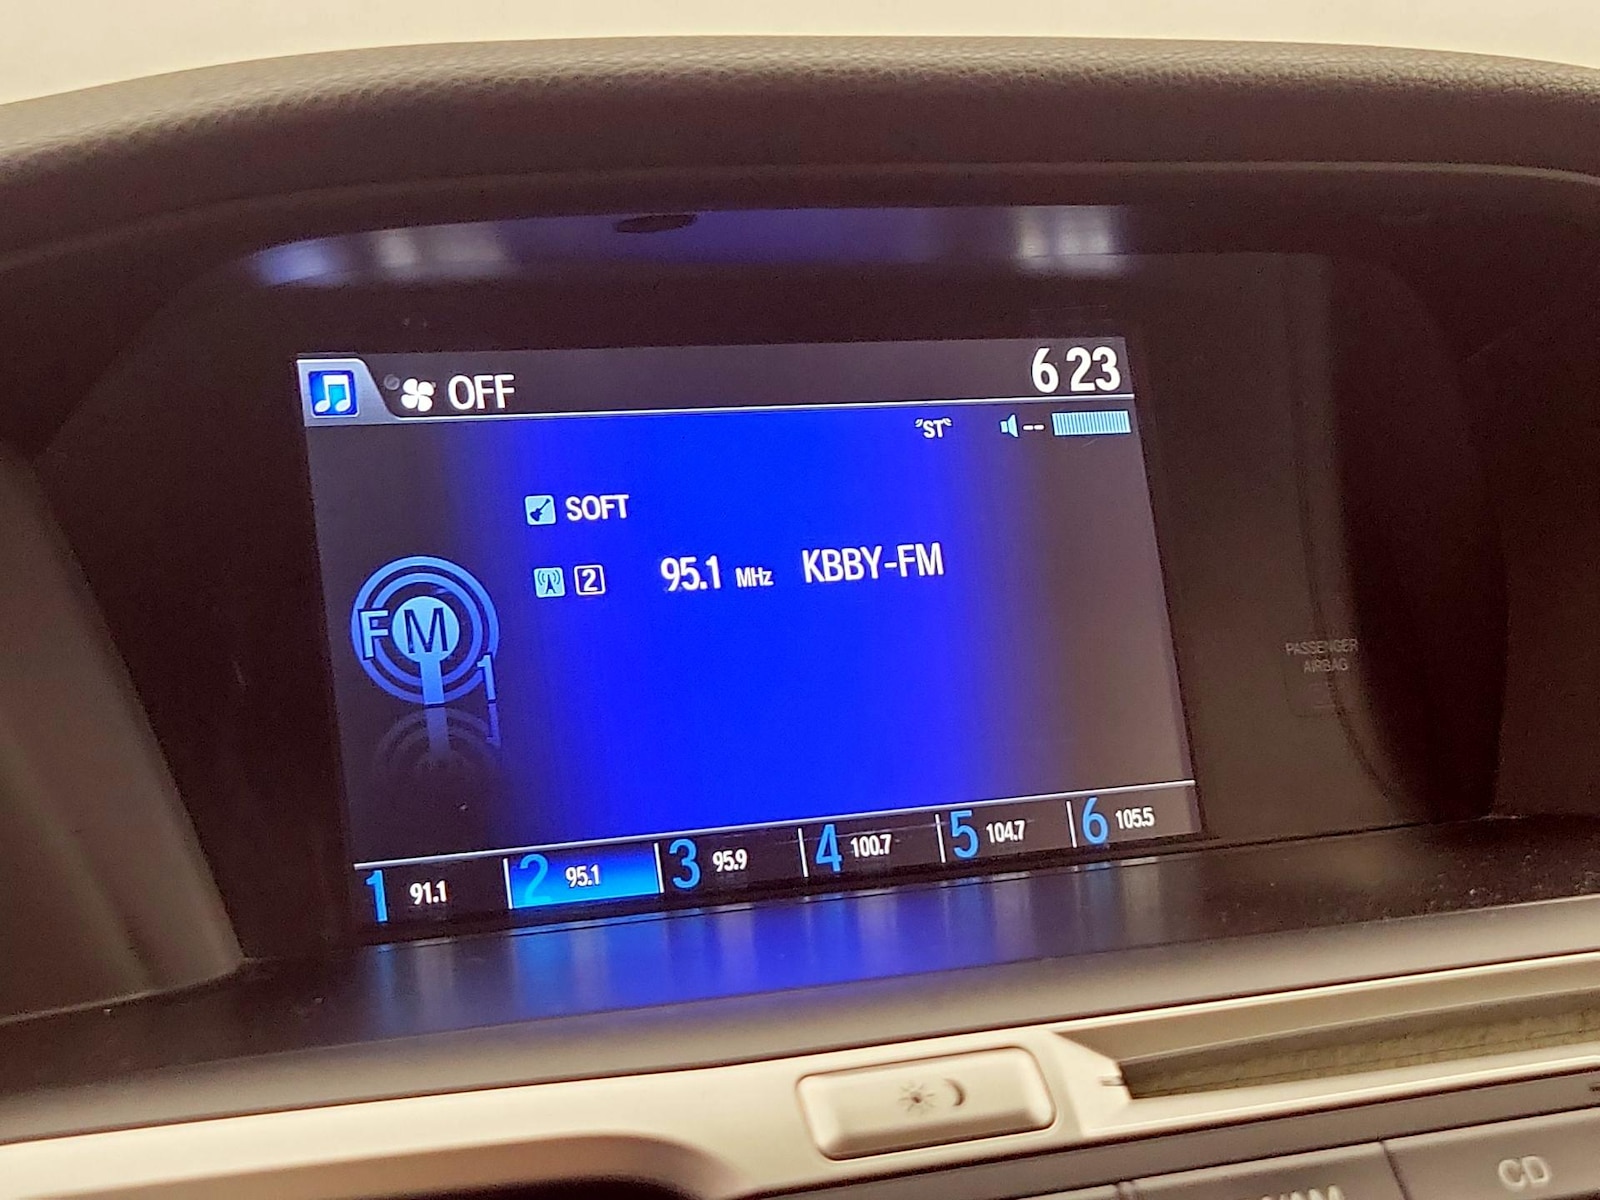 OFF
6 23
ST
--
SOFT
2 95.1 MHz KBBY-FM
FM
1
PASSENGER
AIRBAG
1 91.1 2 95.1 3 95.9 4 100.7 5 104.7 6 105.5
CD